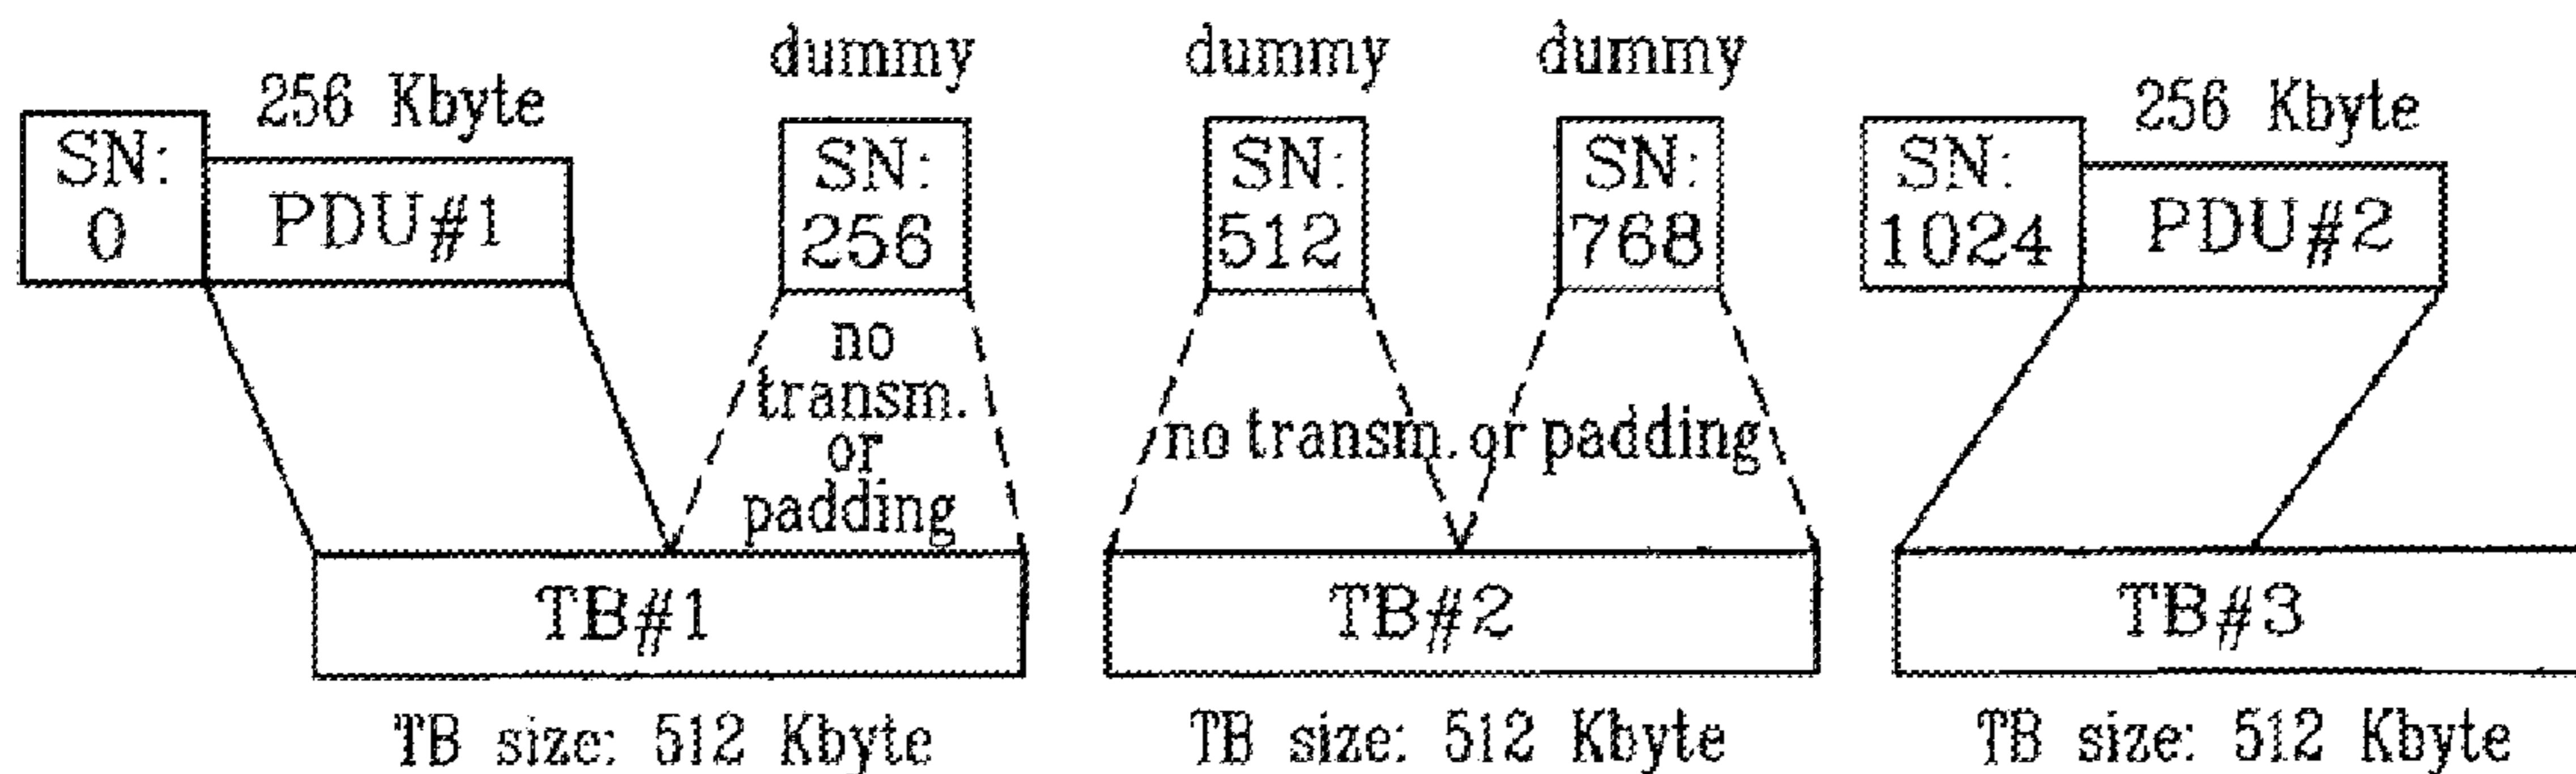 dummy
dummy
dummy
256 Kbyte
256 Kbyte
SN:
0
PDU#1
SN:
256
SN:
512
SN:
768
SN:
1024
PDU#2
no
transm.
or
padding
no transm. or padding
TB#1
TB#2
TB#3
TB size: 512 Kbyte
TB size: 512 Kbyte
TB size: 512 Kbyte